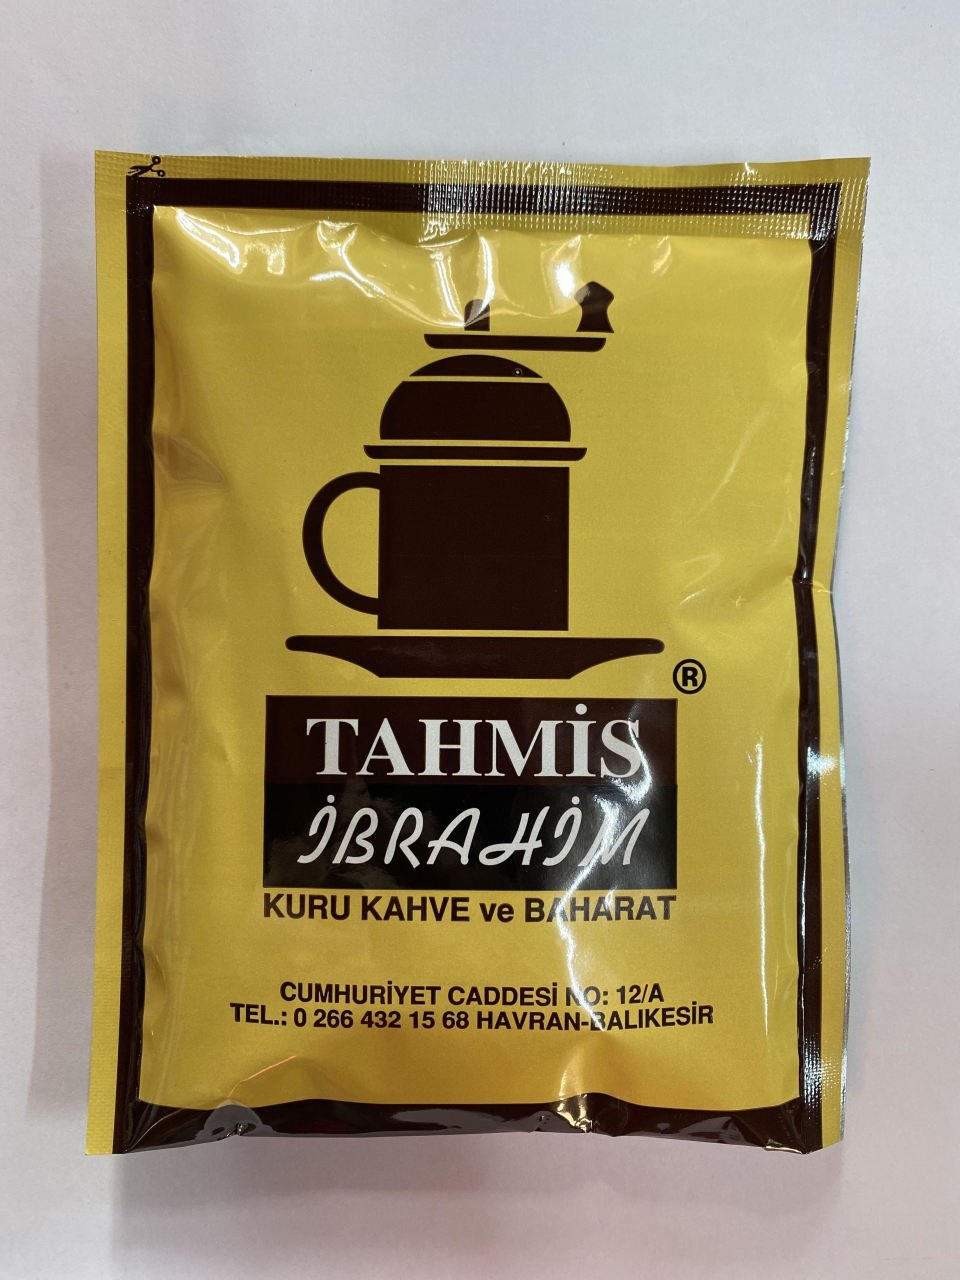 ®
TAHMİS
İBRAHİM
KURU KAHVE ve BAHARAT
CUMHURİYET CADDESİ NO: 12/A
TEL.: 0 266 432 15 68 HAVRAN-BALIKESİR